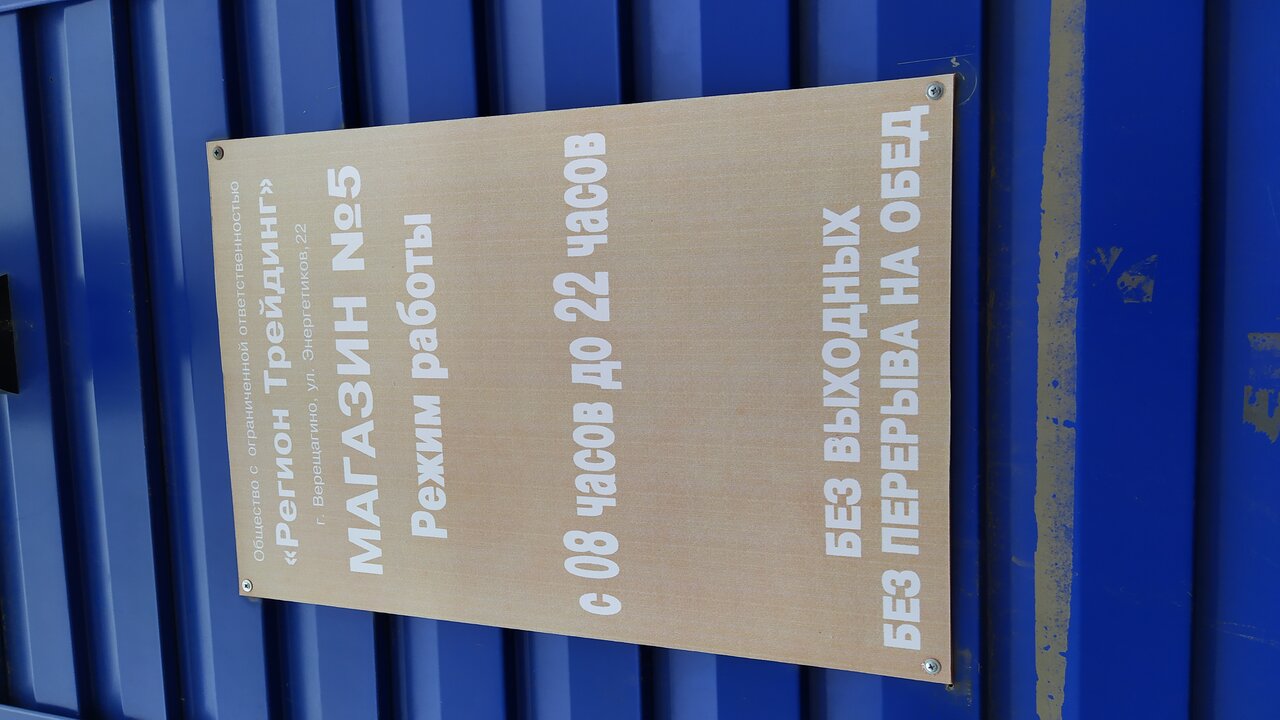 Общество с ограниченной ответственностью
«Регион Трейдинг»
г. Верещагино, ул. Энергетиков, 22
МАГАЗИН №5
Режим работы
с 08 часов до 22 часов
БЕЗ ВЫХОДНЫХ
БЕЗ ПЕРЕРЫВА НА ОБЕД